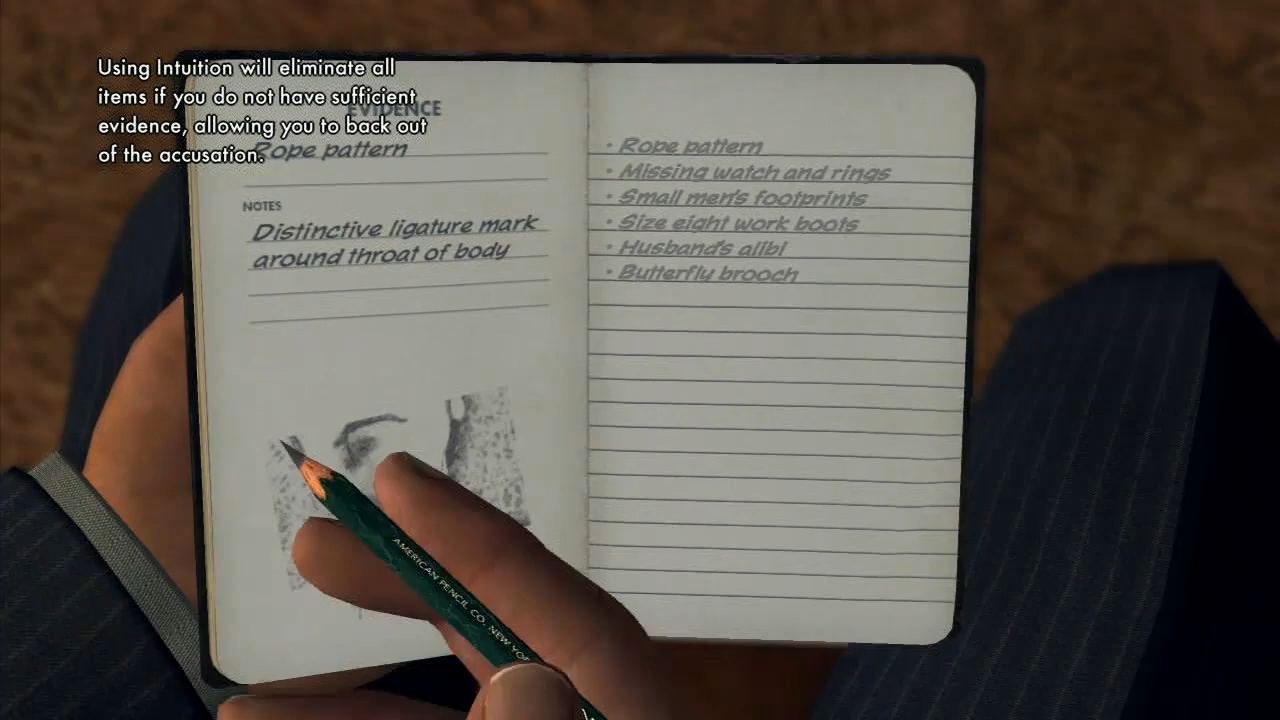 Using Intuition will eliminate all
items if you do not have sufficient
evidence, allowing you to back out
of the accusation.
EVIDENCE
Rope pattern
NOTES
Distinctive ligature mark
around throat of body
• Rope pattern
• Missing watch and rings
• Small men's footprints
• Size eight work boots
• Husband's alibi
• Butterfly brooch
AMERICAN PENCIL CO. NEW YO